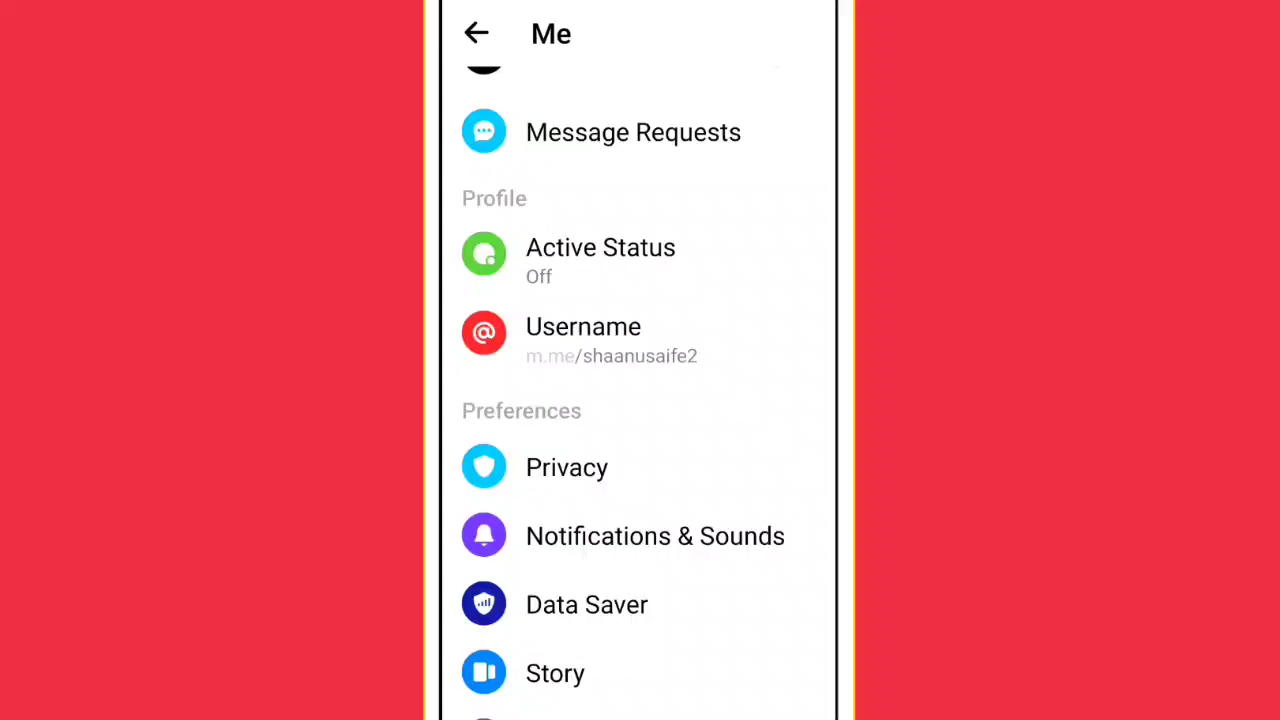 Me
Message Requests
Profile
Active Status
Off
Username
m.me/shaanusaife2
Preferences
Privacy
Notifications & Sounds
Data Saver
Story